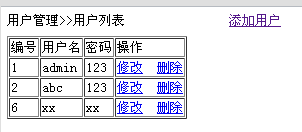 用户管理>>用户列表 添加用户
编号 用户名 密码 操作
1 admin 123 修改 删除
2 abc 123 修改 删除
6 xx xx 修改 删除